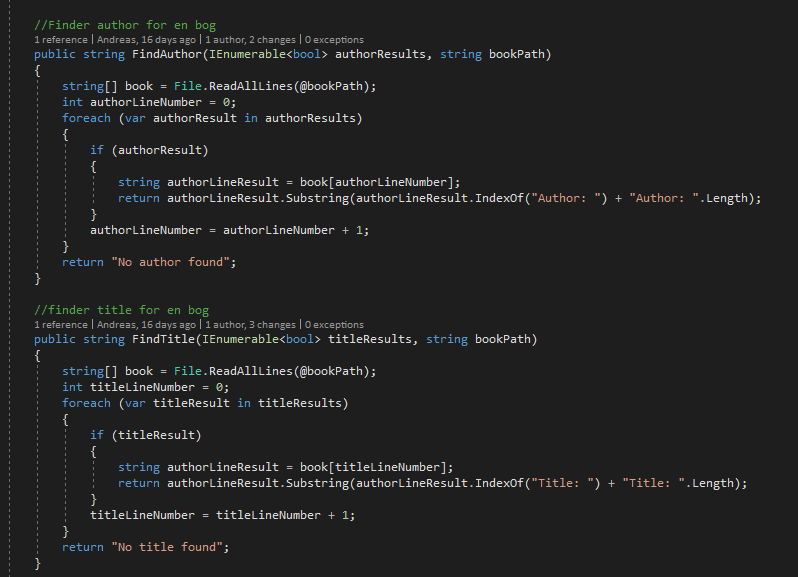 //Finder author for en bog
1 reference | Andreas, 16 days ago | 1 author, 2 changes | 0 exceptions
public string FindAuthor(IEnumerable<bool> authorResults, string bookPath)
{
string[] book = File.ReadAllLines(@bookPath);
int authorLineNumber = 0;
foreach (var authorResult in authorResults)
{
if (authorResult)
{
string authorLineResult = book[authorLineNumber];
return authorLineResult.Substring(authorLineResult.IndexOf("Author: ") + "Author: ".Length);
}
authorLineNumber = authorLineNumber + 1;
}
return "No author found";
}
//finder title for en bog
1 reference | Andreas, 16 days ago | 1 author, 3 changes | 0 exceptions
public string FindTitle(IEnumerable<bool> titleResults, string bookPath)
{
string[] book = File.ReadAllLines(@bookPath);
int titleLineNumber = 0;
foreach (var titleResult in titleResults)
{
if (titleResult)
{
string authorLineResult = book[titleLineNumber];
return authorLineResult.Substring(authorLineResult.IndexOf("Title: ") + "Title: ".Length);
}
titleLineNumber = titleLineNumber + 1;
}
return "No title found";
}